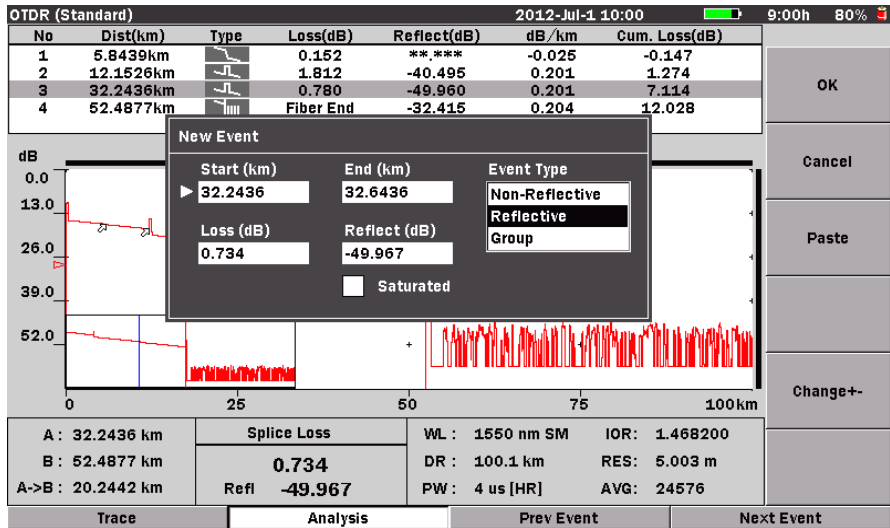 OTDR (Standard) 2012-Jul-1 10:00 9:00h 80%
No Dist(km) Type Loss(dB) Reflect(dB) dB/km Cum. Loss(dB)
1 5.8439km 0.152 **.*** -0.025 -0.147
2 12.1526km 1.812 -40.495 0.201 1.274
3 32.2436km 0.780 -49.960 0.201 7.114
4 52.4877km Fiber End -32.415 0.204 12.028
OK
Cancel
Paste
Change+-
New Event
Start (km) End (km) Event Type
32.2436 32.6436 Non-Reflective
Reflective
Group
Loss (dB) Reflect (dB)
0.734 -49.967
Saturated
dB
0.0
13.0
26.0
39.0
52.0
0 25 50 75 100km
A: 32.2436 km Splice Loss WL: 1550 nm SM IOR: 1.468200
B: 52.4877 km 0.734 DR: 100.1 km RES: 5.003 m
A->B: 20.2442 km Refl -49.967 PW: 4 us [HR] AVG: 24576
Trace Analysis Prev Event Next Event